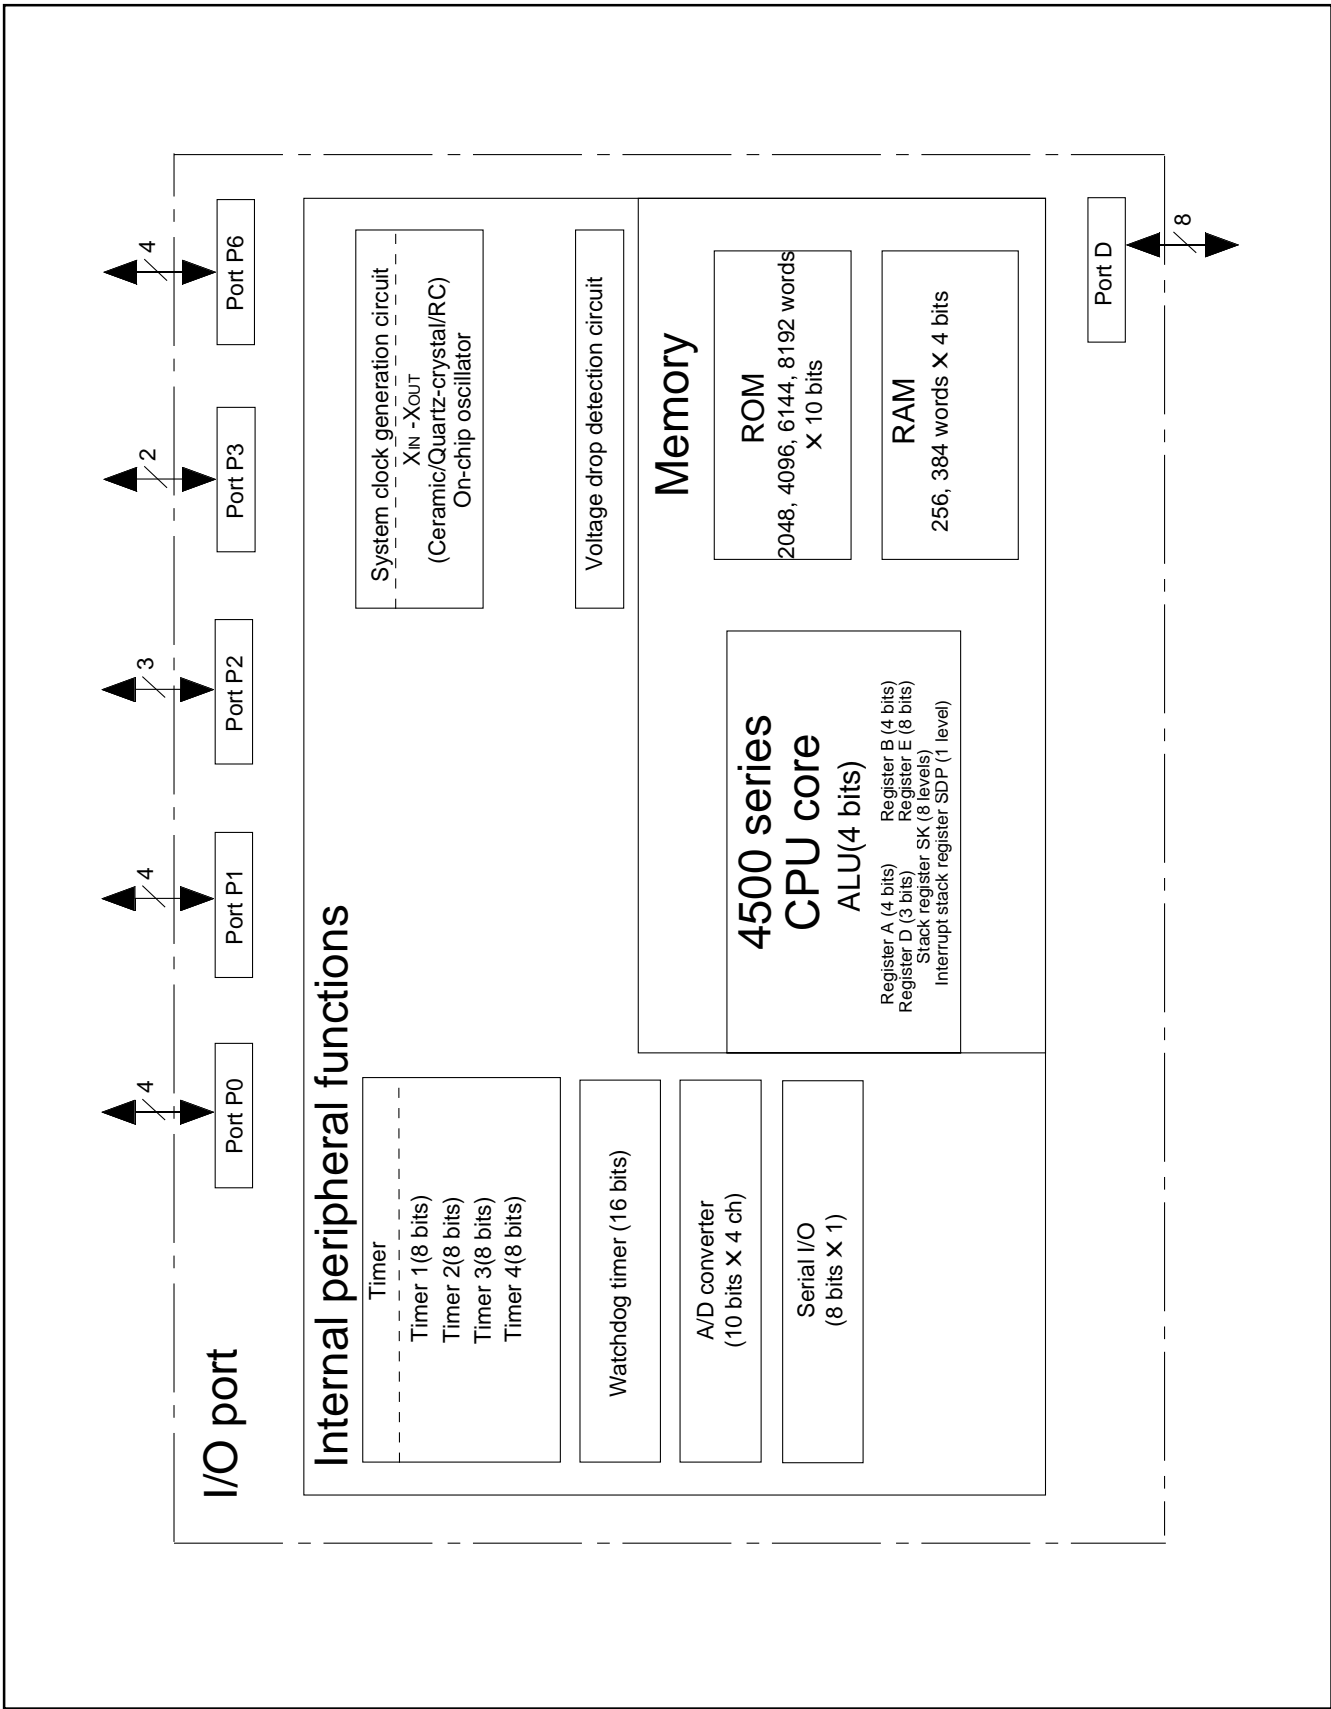 4
4
3
2
4
I/O port
Port P0
Port P1
Port P2
Port P3
Port P6
Internal peripheral functions
Timer
Timer 1(8 bits)
Timer 2(8 bits)
Timer 3(8 bits)
Timer 4(8 bits)
Watchdog timer (16 bits)
A/D converter
(10 bits X 4 ch)
Serial I/O
(8 bits X 1)
System clock generation circuit
XIN -XOUT
(Ceramic/Quartz-crystal/RC)
On-chip oscillator
Voltage drop detection circuit
4500 series
CPU core
ALU(4 bits)
Register A (4 bits) Register B (4 bits)
Register D (3 bits) Register E (8 bits)
Stack register SK (8 levels)
Interrupt stack register SDP (1 level)
Memory
ROM
2048, 4096, 6144, 8192 words
X 10 bits
RAM
256, 384 words X 4 bits
Port D
8